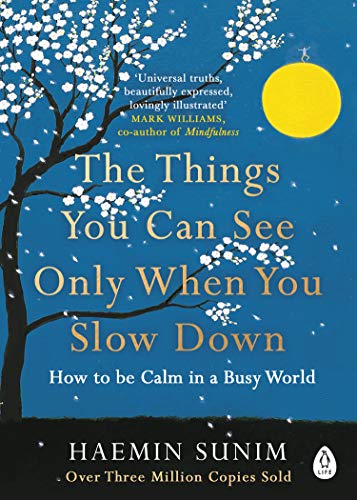 'Universal truths,
beautifully expressed,
lovingly illustrated'
MARK WILLIAMS,
co-author of Mindfulness
The Things
You Can See
Only When You
Slow Down
How to be Calm in a Busy World
HAEMIN SUNIM
Over Three Million Copies Sold
LIFE